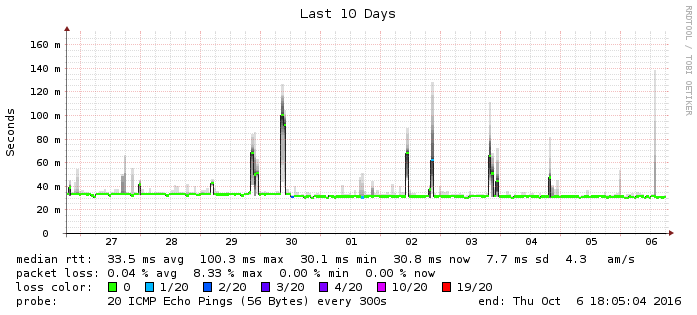 Last 10 Days
RRDTOOL / TOBI OETIKER
Seconds
160 m
140 m
120 m
100 m
80 m
60 m
40 m
20 m
0
27 28 29 30 01 02 03 04 05 06
median rtt: 33.5 ms avg 100.3 ms max 30.1 ms min 30.8 ms now 7.7 ms sd 4.3 am/s
packet loss: 0.04 % avg 8.33 % max 0.00 % min 0.00 % now
loss color: 0 1/20 2/20 3/20 4/20 10/20 19/20
probe: 20 ICMP Echo Pings (56 Bytes) every 300s end: Thu Oct 6 18:05:04 2016